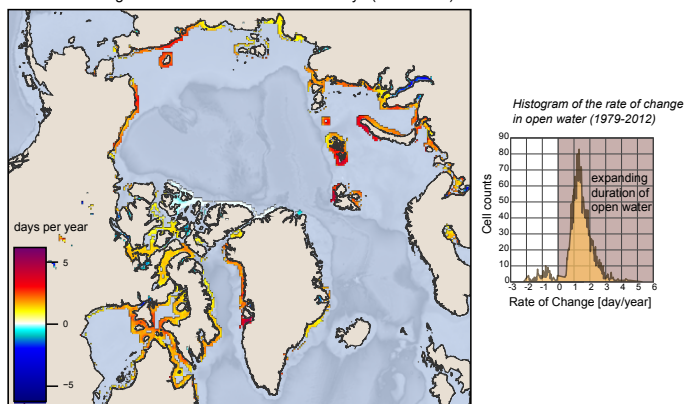 days per year
5
0
−5
Histogram of the rate of change
in open water (1979-2012)
90
80
70
60
50
40
30
20
10
0
Cell counts
expanding
duration of
open water
-3 -2 -1 0 1 2 3 4 5 6
Rate of Change [day/year]